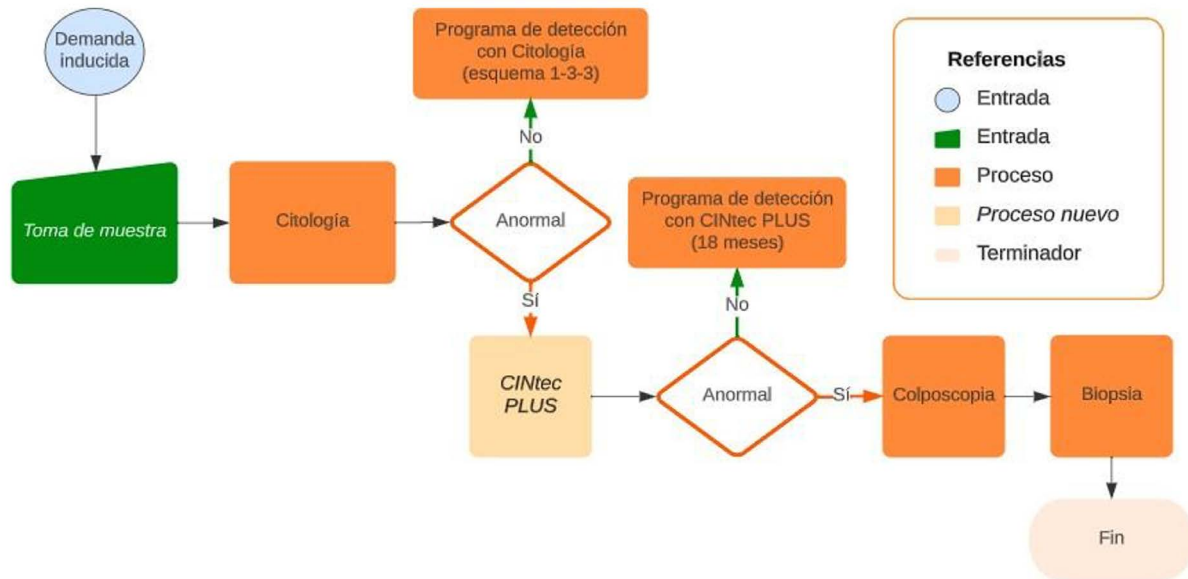 Demanda
inducida
Programa de detección
con Citología
(esquema 1-3-3)
No
Toma de muestra
Citología
Anormal
Sí
Programa de detección
con CINtec PLUS
(18 meses)
No
CINtec
PLUS
Anormal
Sí
Colposcopia
Biopsia
Fin
Referencias
Entrada
Entrada
Proceso
Proceso nuevo
Terminador